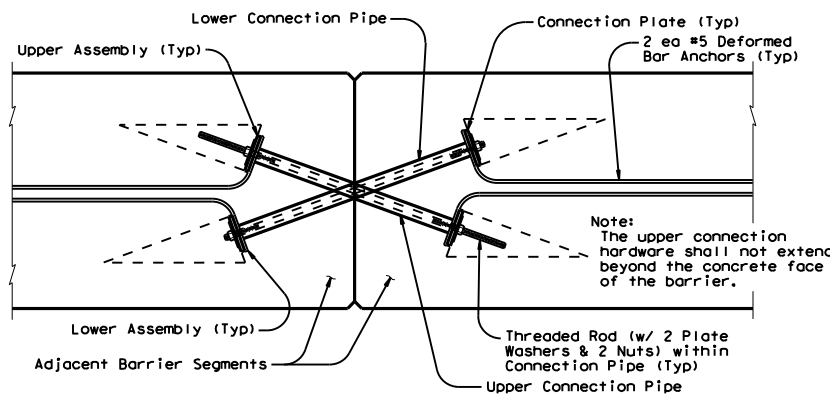 Lower Connection Pipe
Connection Plate (Typ)
Upper Assembly (Typ)
2 ea #5 Deformed
Bar Anchors (Typ)
Note:
The upper connection
hardware shall not extend
beyond the concrete face
of the barrier.
Lower Assembly (Typ)
Adjacent Barrier Segments
Threaded Rod (w/ 2 Plate
Washers & 2 Nuts) within
Connection Pipe (Typ)
Upper Connection Pipe